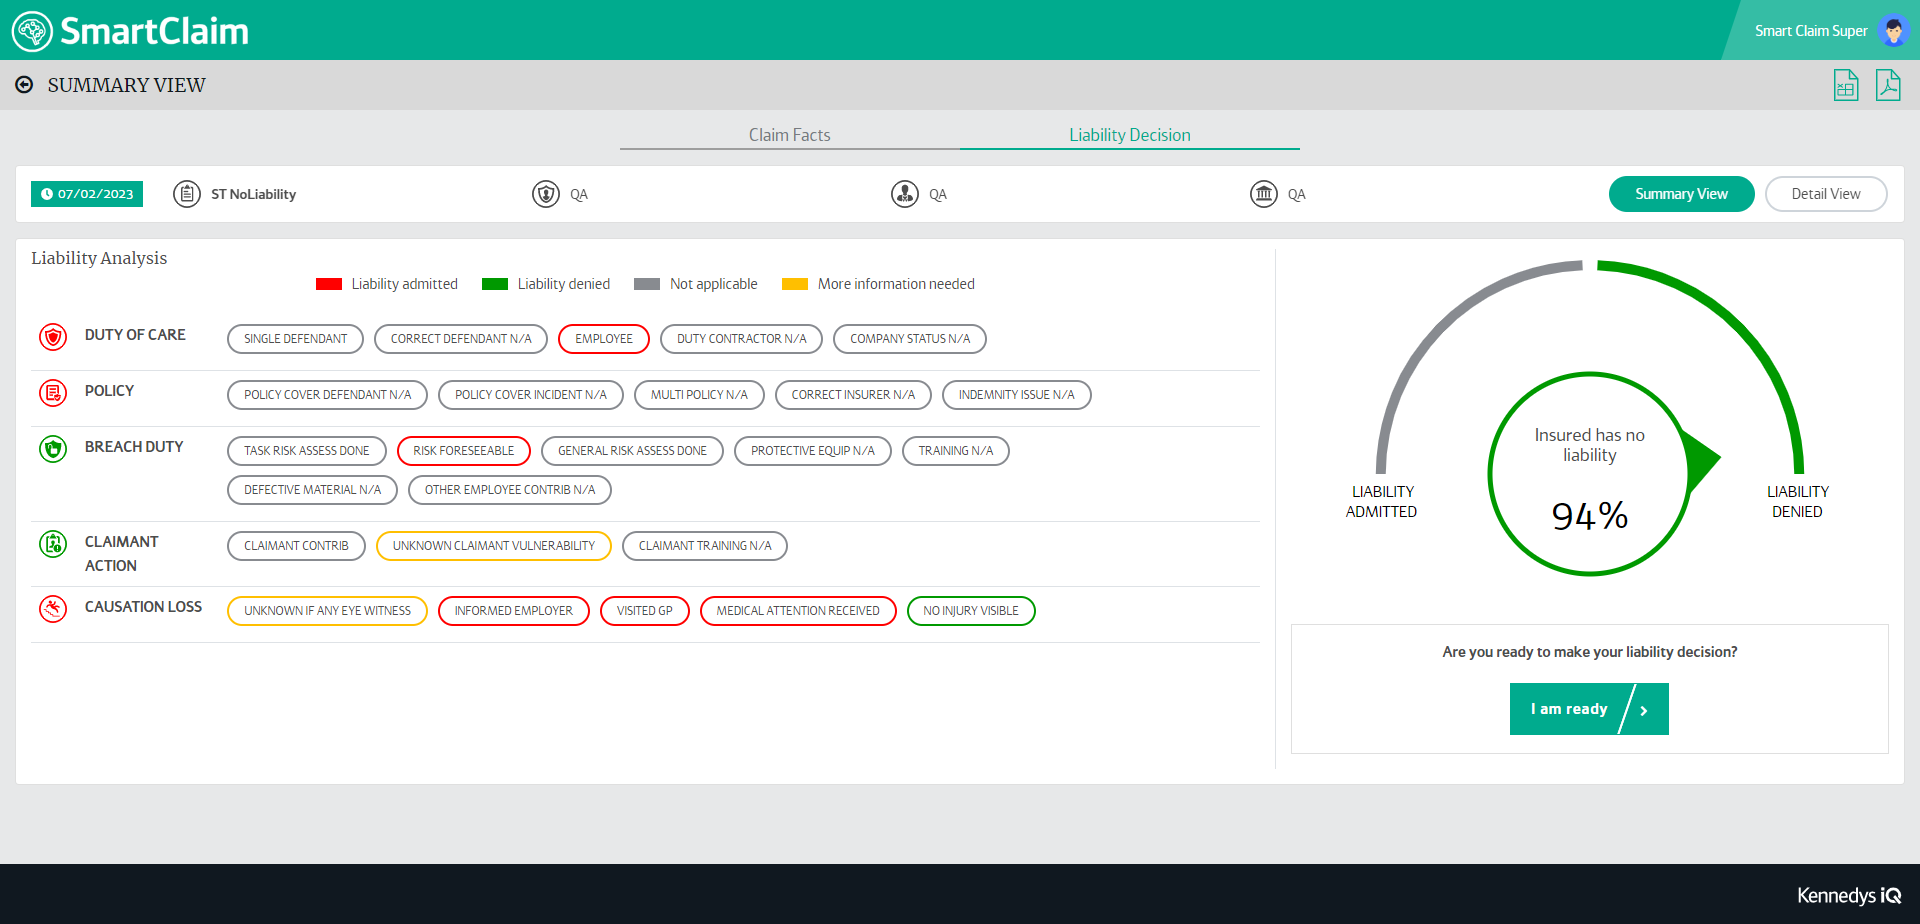 SmartClaim
Smart Claim Super
SUMMARY VIEW
Claim Facts
Liability Decision
07/02/2023
ST NoLiability
QA
QA
QA
Summary View
Detail View
Liability Analysis
Liability admitted
Liability denied
Not applicable
More information needed
DUTY OF CARE
SINGLE DEFENDANT
CORRECT DEFENDANT N/A
EMPLOYEE
DUTY CONTRACTOR N/A
COMPANY STATUS N/A
POLICY
POLICY COVER DEFENDANT N/A
POLICY COVER INCIDENT N/A
MULTI POLICY N/A
CORRECT INSURER N/A
INDEMNITY ISSUE N/A
BREACH DUTY
TASK RISK ASSESS DONE
RISK FORESEEABLE
GENERAL RISK ASSESS DONE
PROTECTIVE EQUIP N/A
TRAINING N/A
DEFECTIVE MATERIAL N/A
OTHER EMPLOYEE CONTRIB N/A
CLAIMANT
ACTION
CLAIMANT CONTRIB
UNKNOWN CLAIMANT VULNERABILITY
CLAIMANT TRAINING N/A
CAUSATION LOSS
UNKNOWN IF ANY EYE WITNESS
INFORMED EMPLOYER
VISITED GP
MEDICAL ATTENTION RECEIVED
NO INJURY VISIBLE
Insured has no
liability
94%
LIABILITY
ADMITTED
LIABILITY
DENIED
Are you ready to make your liability decision?
I am ready
Kennedys iQ